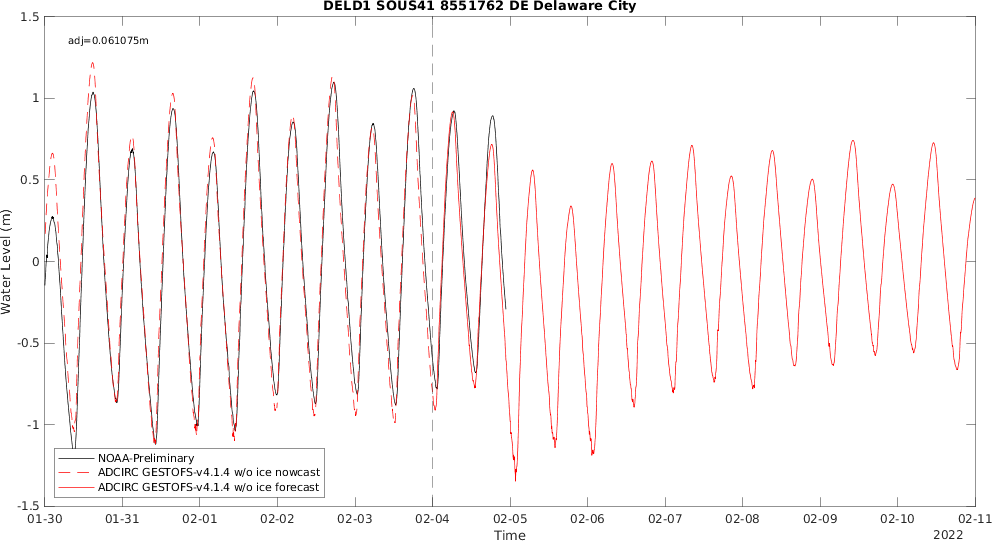 DELD1 SOUS41 8551762 DE Delaware City
adj=0.061075m
1.5
1
0.5
0
-0.5
-1
-1.5
Water Level (m)
NOAA-Preliminary
ADCIRC GESTOFS-v4.1.4 w/o ice nowcast
ADCIRC GESTOFS-v4.1.4 w/o ice forecast
01-30 01-31 02-01 02-02 02-03 02-04 02-05 02-06 02-07 02-08 02-09 02-10 02-11
Time
2022